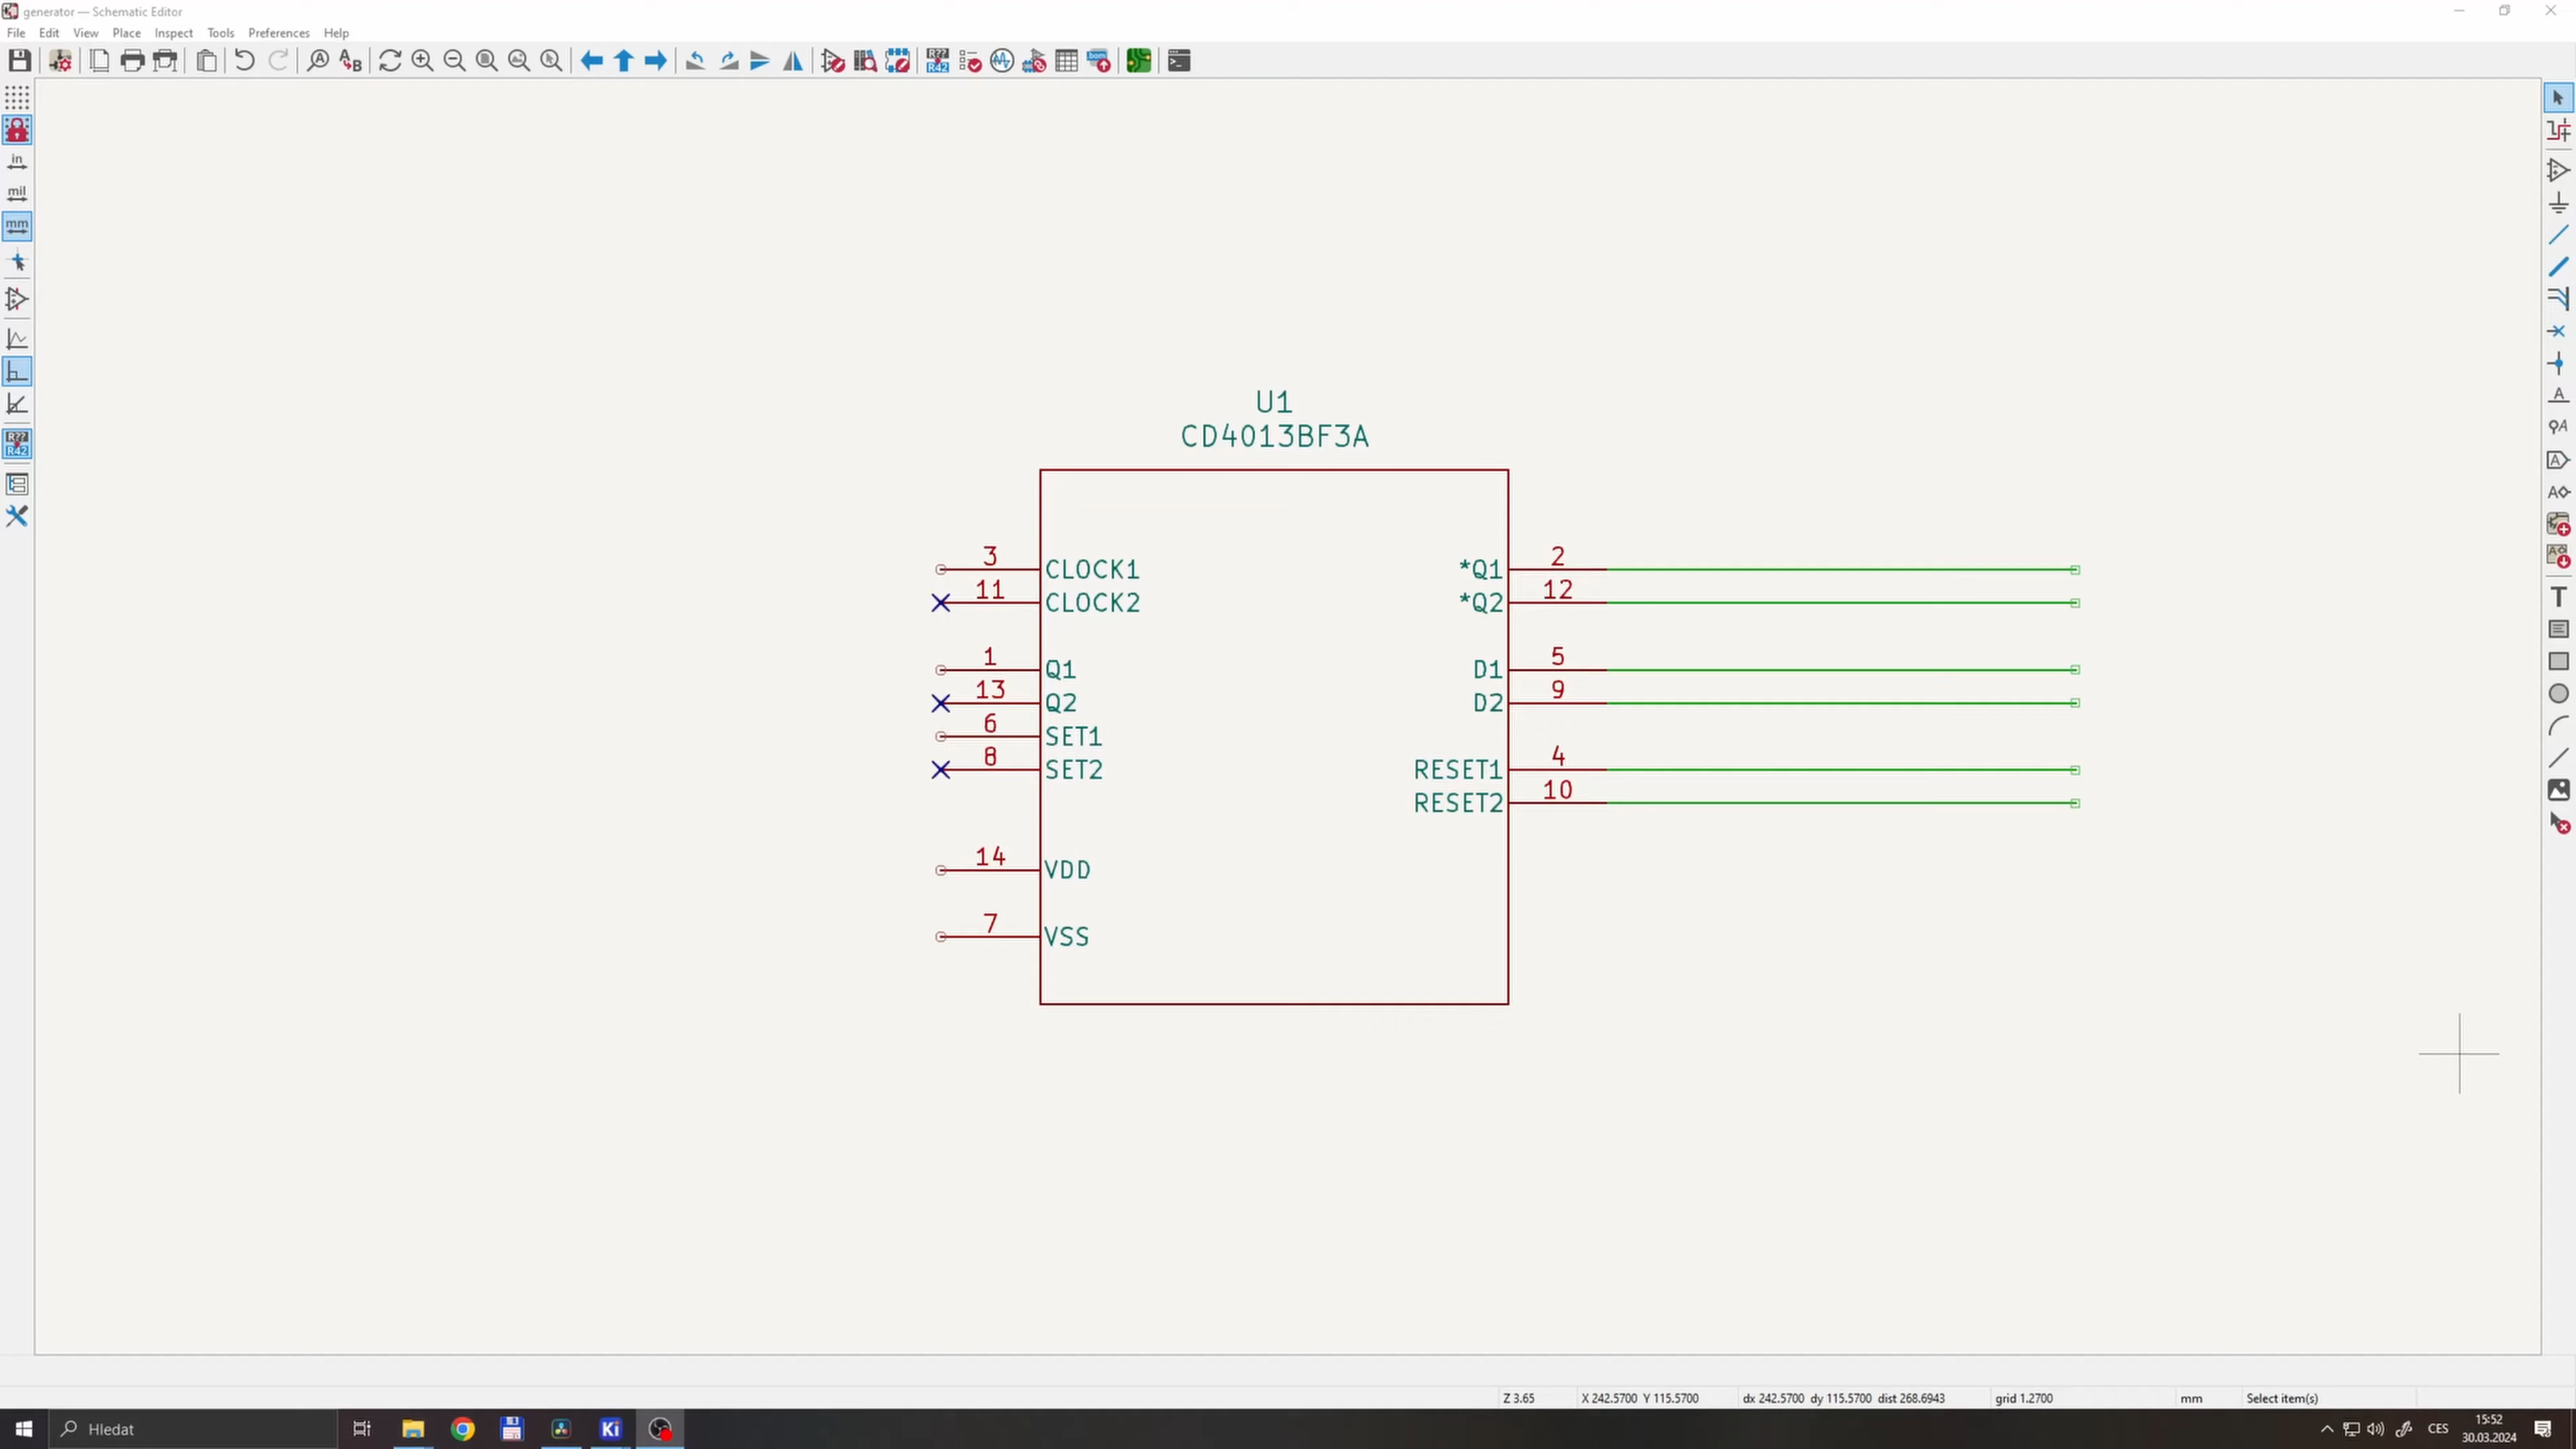 generator — Schematic Editor
File Edit View Place Inspect Tools Preferences Help
in
mil
mm
U1
CD4013BF3A
3 CLOCK1 *Q1 2
11 CLOCK2 *Q2 12
1 Q1 D1 5
13 Q2 D2 9
6 SET1
8 SET2 RESET1 4
RESET2 10
14 VDD
7 VSS
Z 3.65 X 242.5700 Y 115.5700 dx 242.5700 dy 115.5700 dist 268.6943 grid 1.2700 mm Select item(s)
Hledat Ki CES 15:52
30.03.2024